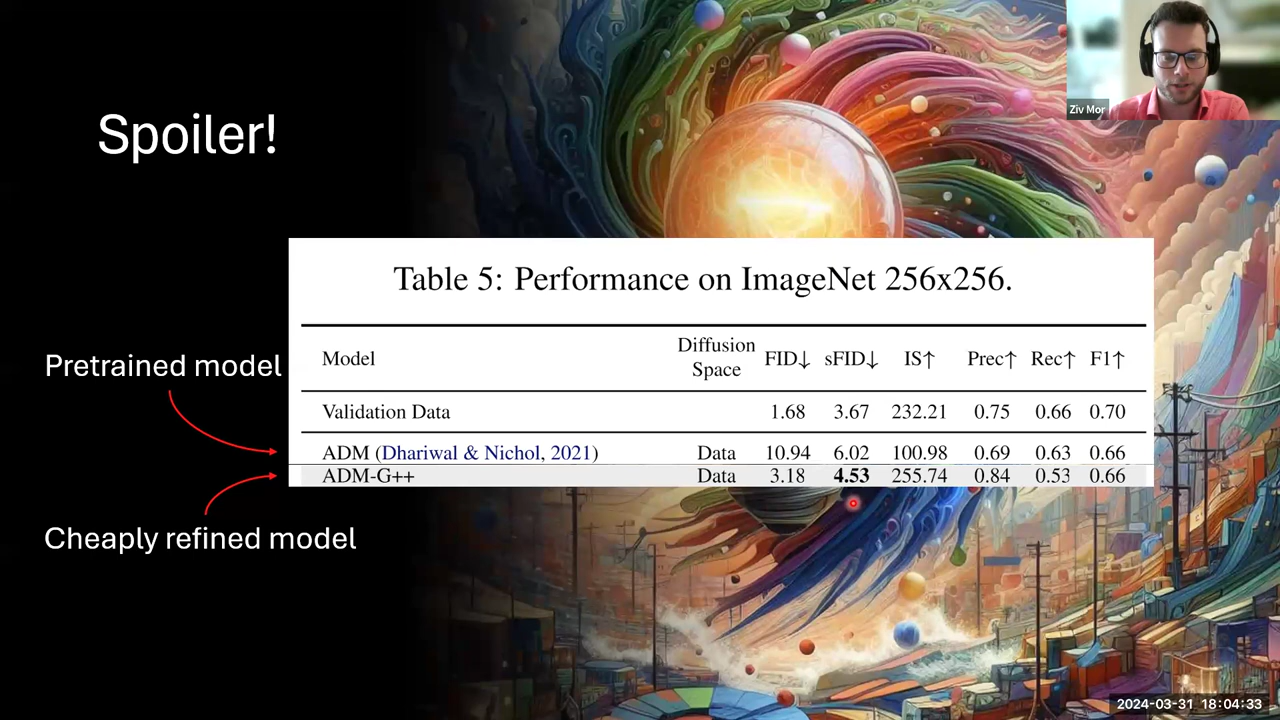 Ziv Mor
Spoiler!
Table 5: Performance on ImageNet 256x256.
Model Diffusion Space FID↓ sFID↓ IS↑ Prec↑ Rec↑ F1↑
Validation Data 1.68 3.67 232.21 0.75 0.66 0.70
Pretrained model
ADM (Dhariwal & Nichol, 2021) Data 10.94 6.02 100.98 0.69 0.63 0.66
ADM-G++ Data 3.18 4.53 255.74 0.84 0.53 0.66
Cheaply refined model
2024-03-31 18:04:33